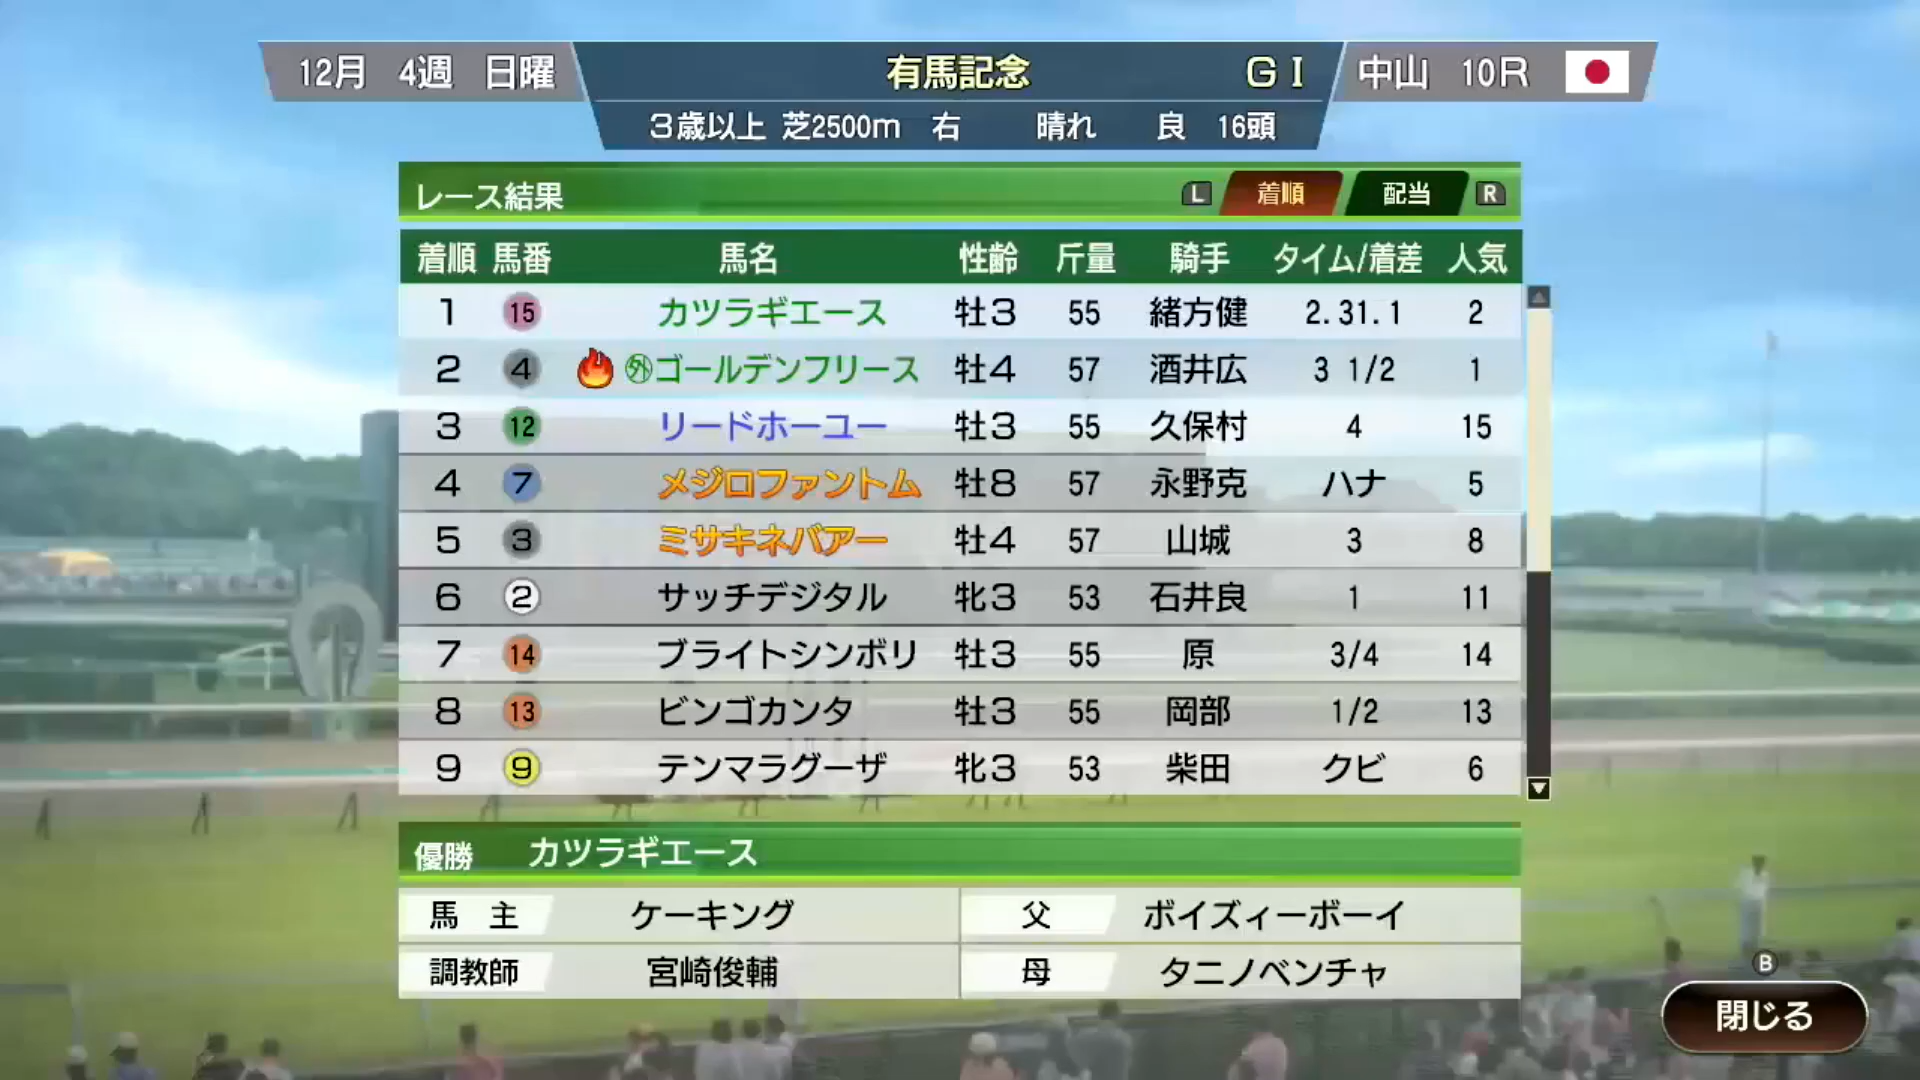 12月 4週 日曜 有馬記念 GⅠ 中山 10R
3歳以上 芝2500m 右 晴れ 良 16頭
レース結果 L 着順 配当 R
着順 馬番 馬名 性齢 斤量 騎手 タイム/着差 人気
1 15 カツラギエース 牡3 55 緒方健 2.31.1 2
2 4 外 ゴールデンフリース 牡4 57 酒井広 3 1/2 1
3 12 リードホーユー 牡3 55 久保村 4 15
4 7 メジロファントム 牡8 57 永野克 ハナ 5
5 3 ミサキネバアー 牡4 57 山城 3 8
6 2 サッチデジタル 牝3 53 石井良 1 11
7 14 ブライトシンボリ 牡3 55 原 3/4 14
8 13 ビンゴカンタ 牡3 55 岡部 1/2 13
9 9 テンマラグーザ 牝3 53 柴田 クビ 6
優勝 カツラギエース
馬主 ケーキング 父 ボイズィーボーイ
調教師 宮崎俊輔 母 タニノベンチャ
B
閉じる